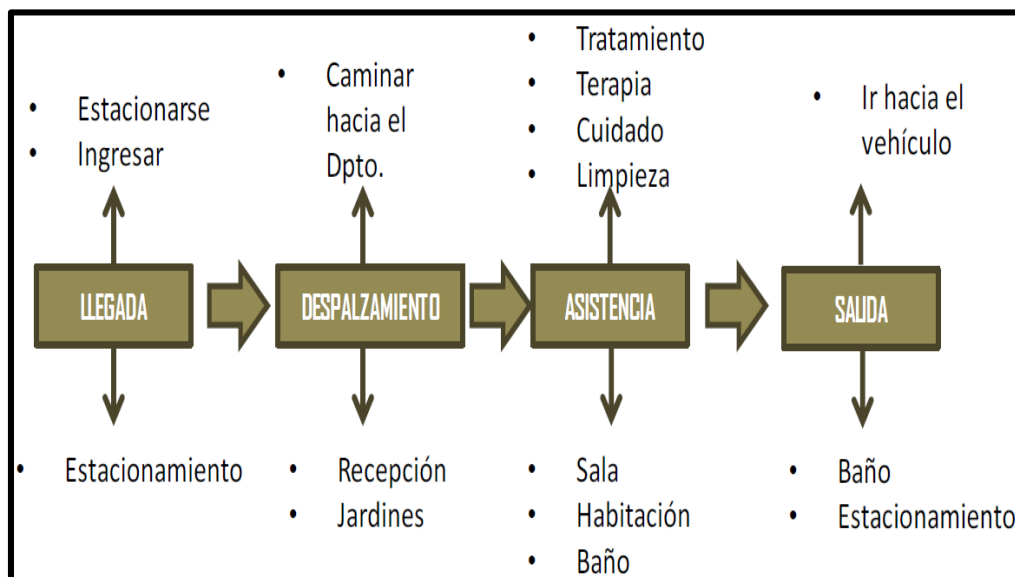 • Estacionarse
• Ingresar
• Caminar
hacia el
Dpto.
• Tratamiento
• Terapia
• Cuidado
• Limpieza
• Ir hacia el
vehículo
LLEGADA
DESPALZAMIENTO
ASISTENCIA
SALIDA
• Estacionamiento
• Recepción
• Jardines
• Sala
• Habitación
• Baño
• Baño
• Estacionamiento